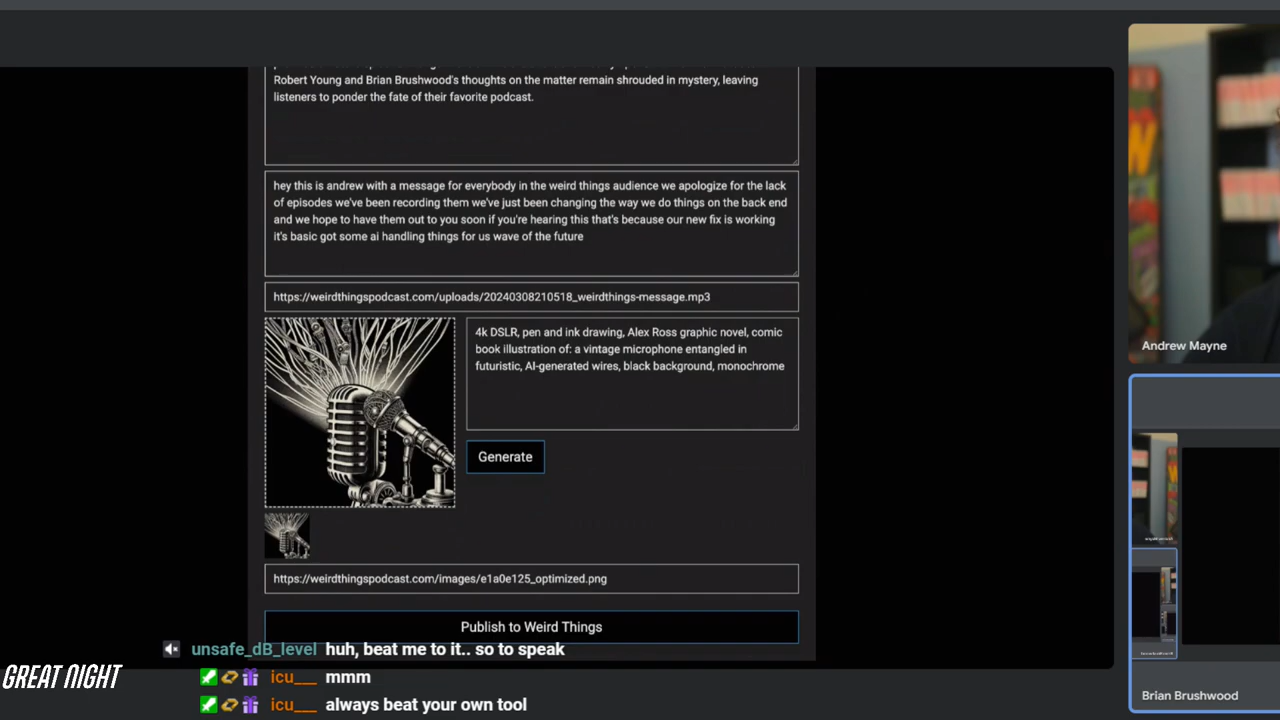 Robert Young and Brian Brushwood's thoughts on the matter remain shrouded in mystery, leaving
listeners to ponder the fate of their favorite podcast.
hey this is andrew with a message for everybody in the weird things audience we apologize for the lack
of episodes we've been recording them we've just been changing the way we do things on the back end
and we hope to have them out to you soon if you're hearing this that's because our new fix is working
it's basic got some ai handling things for us wave of the future
https://weirdthingspodcast.com/uploads/20240308210518_weirdthings-message.mp3
4k DSLR, pen and ink drawing, Alex Ross graphic novel, comic
book illustration of: a vintage microphone entangled in
futuristic, AI-generated wires, black background, monochrome
Generate
https://weirdthingspodcast.com/images/e1a0e125_optimized.png
Publish to Weird Things
Andrew Mayne
Brian Brushwood
unsafe_dB_level huh, beat me to it.. so to speak
icu___ mmm
icu___ always beat your own tool
GREAT NIGHT